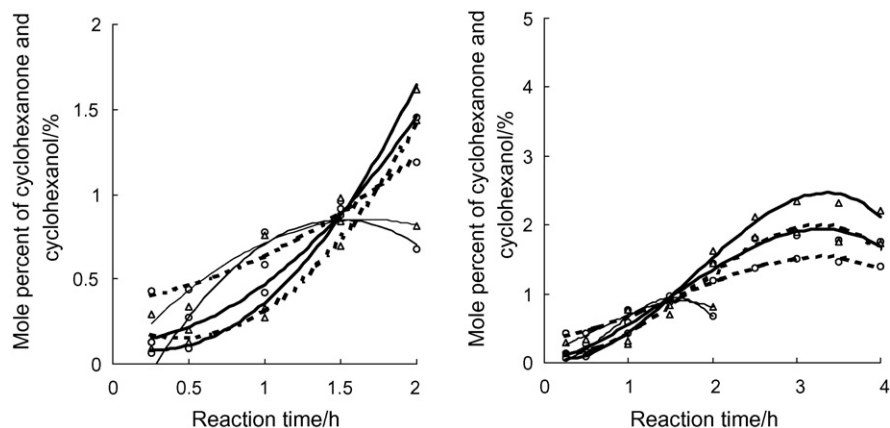 Mole percent of cyclohexanone and
cyclohexanol/%
2
1.5
1
0.5
0
0 0.5 1 1.5 2
Reaction time/h
Mole percent of cyclohexanone and
cyclohexanol/%
5
4
3
2
1
0
0 1 2 3 4
Reaction time/h